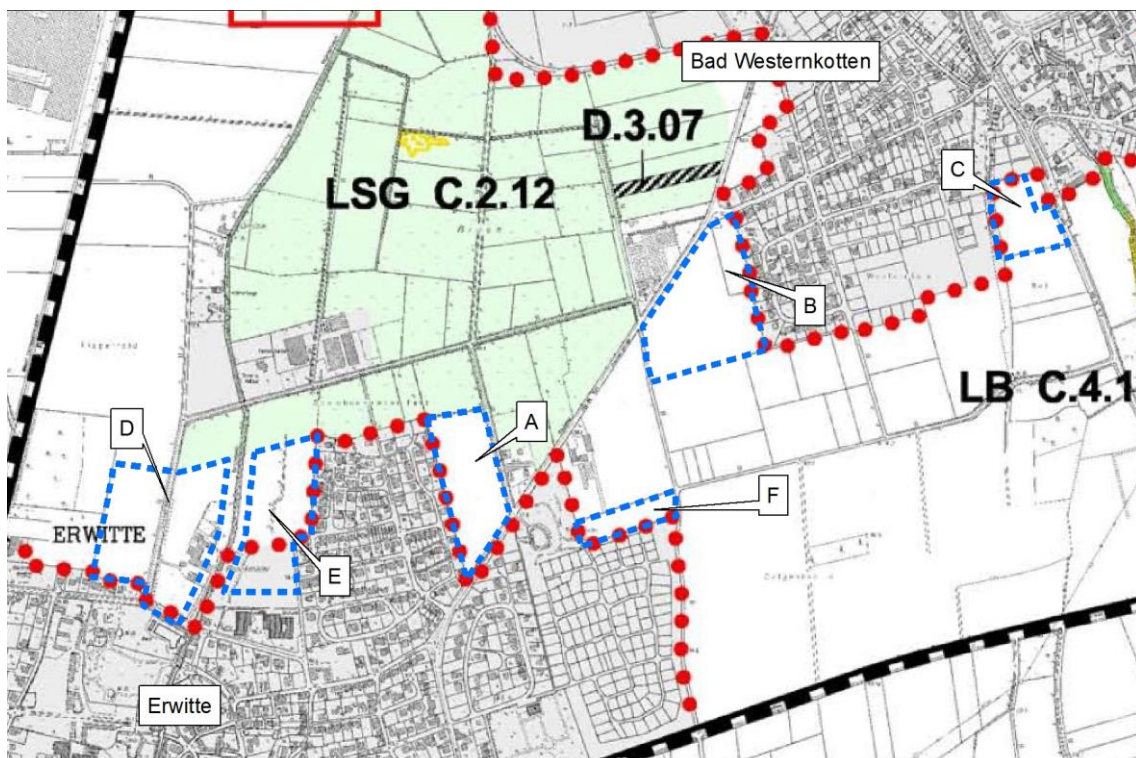 Bad Westernkotten
D.3.07
C
LSG C.2.12
B
LB C.4.1
D
A
F
ERWITTE
E
Erwitte